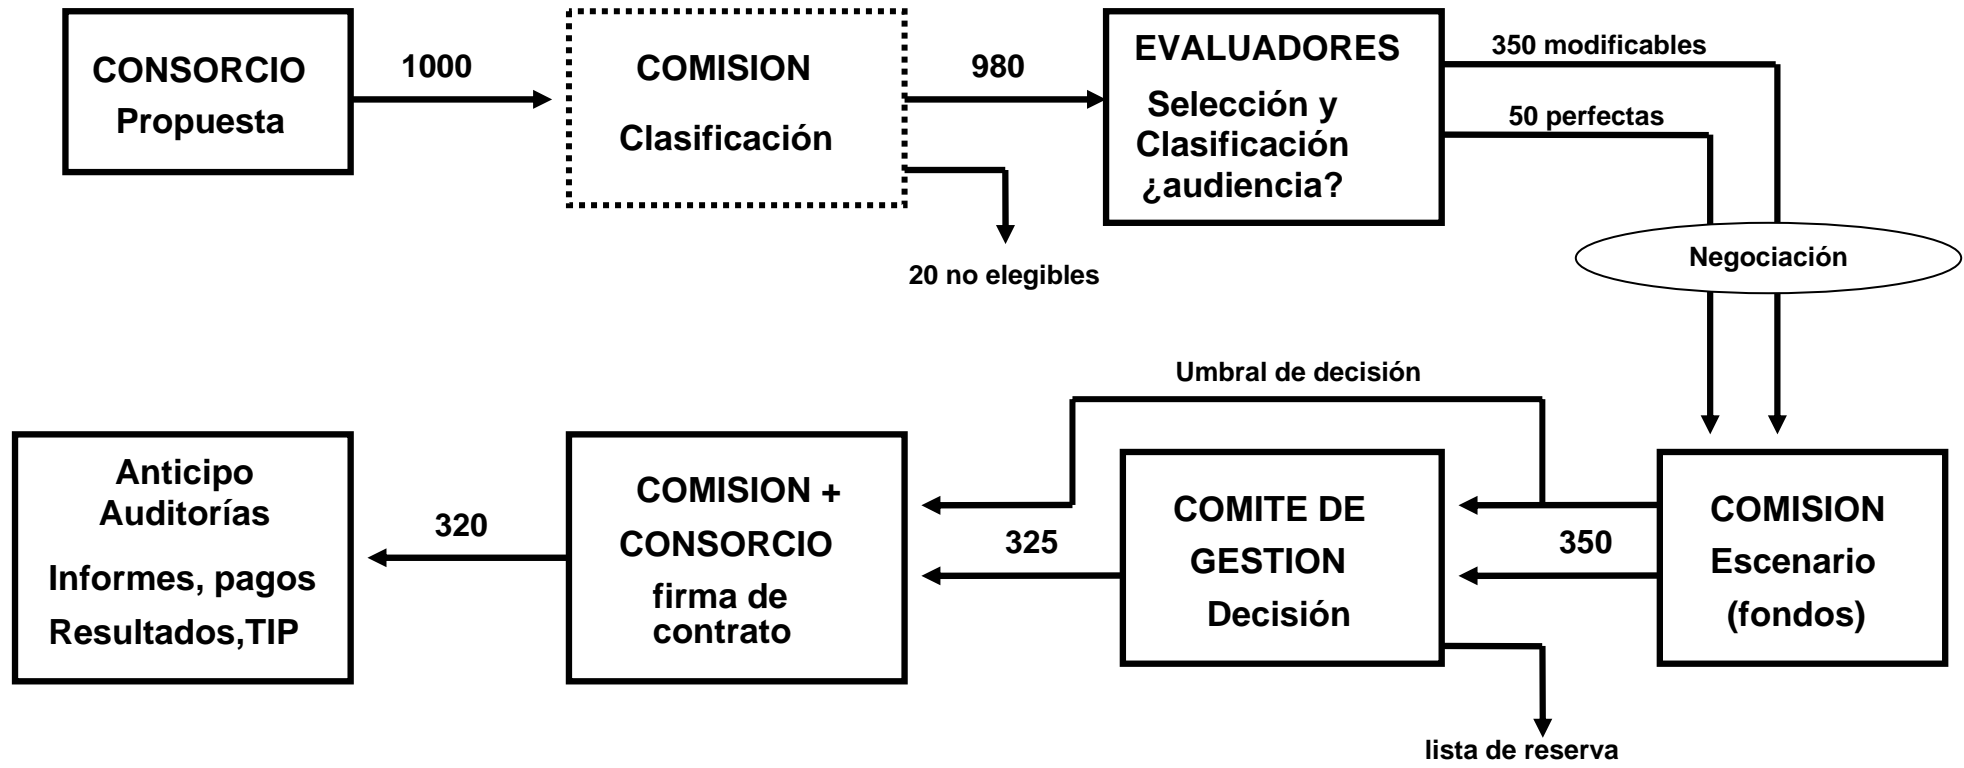 CONSORCIO
Propuesta
1000
COMISION
Clasificación
980
20 no elegibles
EVALUADORES
Selección y
Clasificación
¿audiencia?
350 modificables
50 perfectas
Negociación
COMISION
Escenario
(fondos)
350
Umbral de decisión
COMITE DE
GESTION
Decisión
lista de reserva
325
COMISION +
CONSORCIO
firma de
contrato
320
Anticipo
Auditorías
Informes, pagos
Resultados,TIP